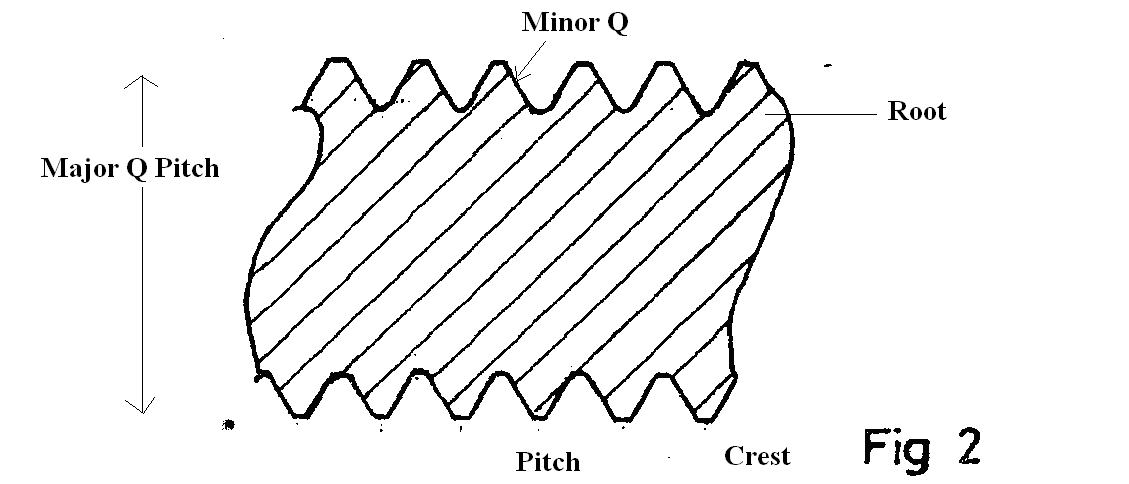 Minor Q
Root
Major Q Pitch
Pitch
Crest
Fig 2